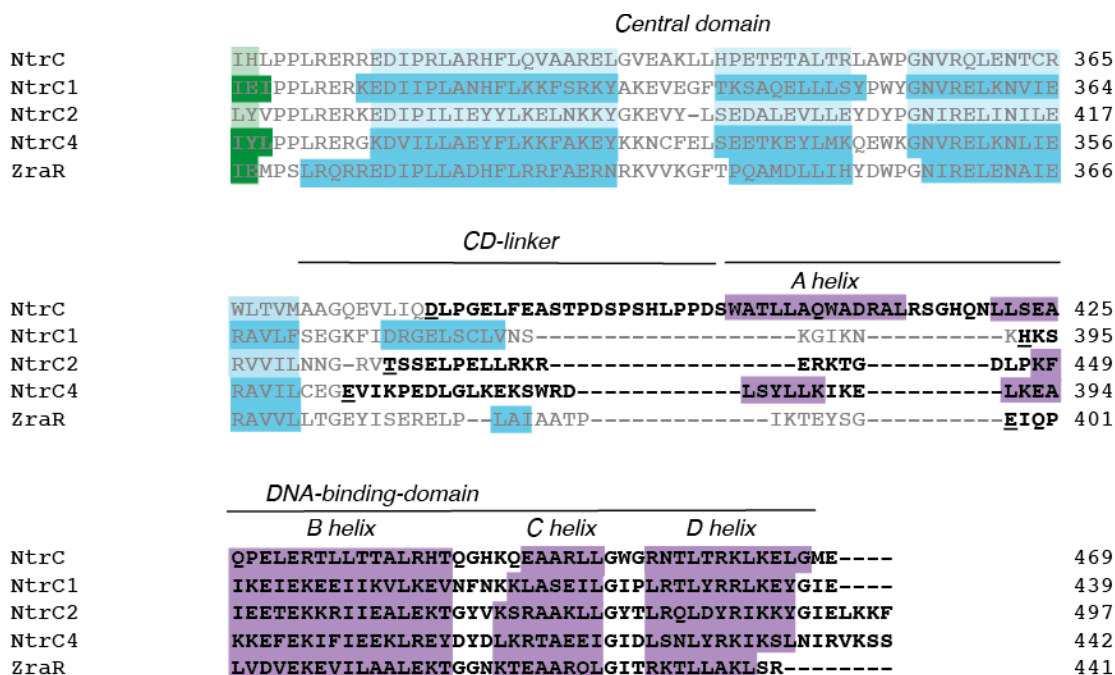 Central domain
NtrC IHLPPLRERREDIPRLARHFLQVAARELGVEAKLLHPETETALTRLAWPGNVRQLENTCR 365
NtrC1 IEIPPLRERKEDIIPLANHFLKKFSRKYAKEVEGFTKSAQELLLSYPWYGNVRELKNVIE 364
NtrC2 LYVPPLRERKEDIPILIEYYLKELNKKYGKEVY-LSEDALEVLLEYDYPGNIRELINILE 417
NtrC4 IYLPPLRERGKDVILLAEYFLKKFAKEYKKNCFELSEETKEYLMKQEWKGNVRELKNLIE 356
ZraR IEMPSLRQRREDIPLLADHFLRRFAERNRKVVKGFTPQAMDLLIHYDWPGNIRELENAIE 366
CD-linker
A helix
NtrC WLTVMAAGQEVLIQDLPGELFEASTPDSPSHLPPDSWATLLAQWADRALRSGHQNLLSEA 425
NtrC1 RAVLFSEGKFIDRGELSCLVNS-------------------KGIKN----------KHKS 395
NtrC2 RVVILNNG-RVTSSELPELLRKR------------------ERKTG---------DLPKF 449
NtrC4 RAVILCEGEVIKPEDLGLKEKSWRD------------LSYLLKIKE----------LKEA 394
ZraR RAVVLLTGEYISERELP--LAIAATP-------------IKTEYSG----------EIQP 401
DNA-binding-domain
B helix C helix D helix
NtrC QPELERTLLTTALRHTQGHKQEAARLLGWGRNTLTRKLKELGME---- 469
NtrC1 IKEIEKEEIIKVLKEVNFNKKLASEILGIPLRTLYRRLKEYGIE---- 439
NtrC2 IEETEKKRIIEALEKTGYVKSRAAKLLGYTLRQLDYRIKKYGIELKKF 497
NtrC4 KKEFEKIFIEEKLREYDYDLKRTAEEIGIDLSNLYRKIKSLNIRVKSS 442
ZraR LVDVEKEVILAALEKTGGNKTEAARQLGITRKTLLAKLSR-------- 441